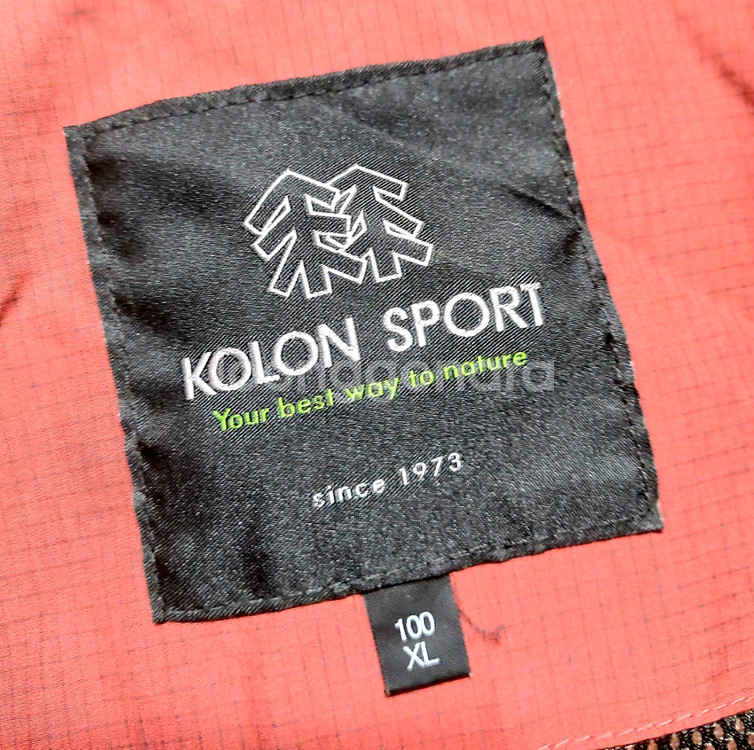 KOLON SPORT
Your best way to nature
since 1973
100
XL